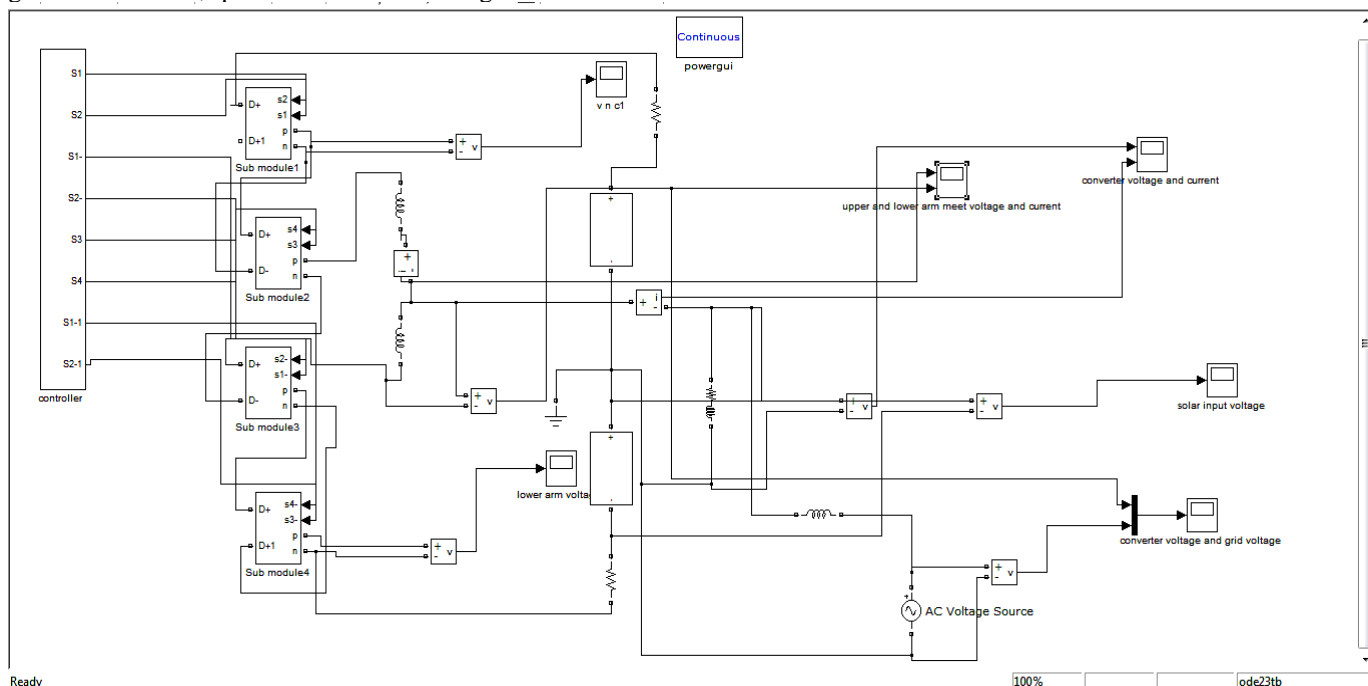 Continuous
powergui
S1
S2
S1-
S2-
S3
S4
S1-1
S2-1
controller
D+
D+1
s2
s1
p
n
Sub module1
D+
D-
s4
s3
p
n
Sub module2
D+
D-
s2-
s1-
p
n
Sub module3
D+
D+1
s4-
s3-
p
n
Sub module4
+
-
v
v n c1
+
-
i
+
-
v
+
-
v
lower arm volta
+
-
+
-
upper and lower arm meet voltage and current
converter voltage and current
+
-
v
+
-
v
solar input voltage
converter voltage and grid voltage
+
-
v
+
AC Voltage Source
Ready
100%
ode23tb